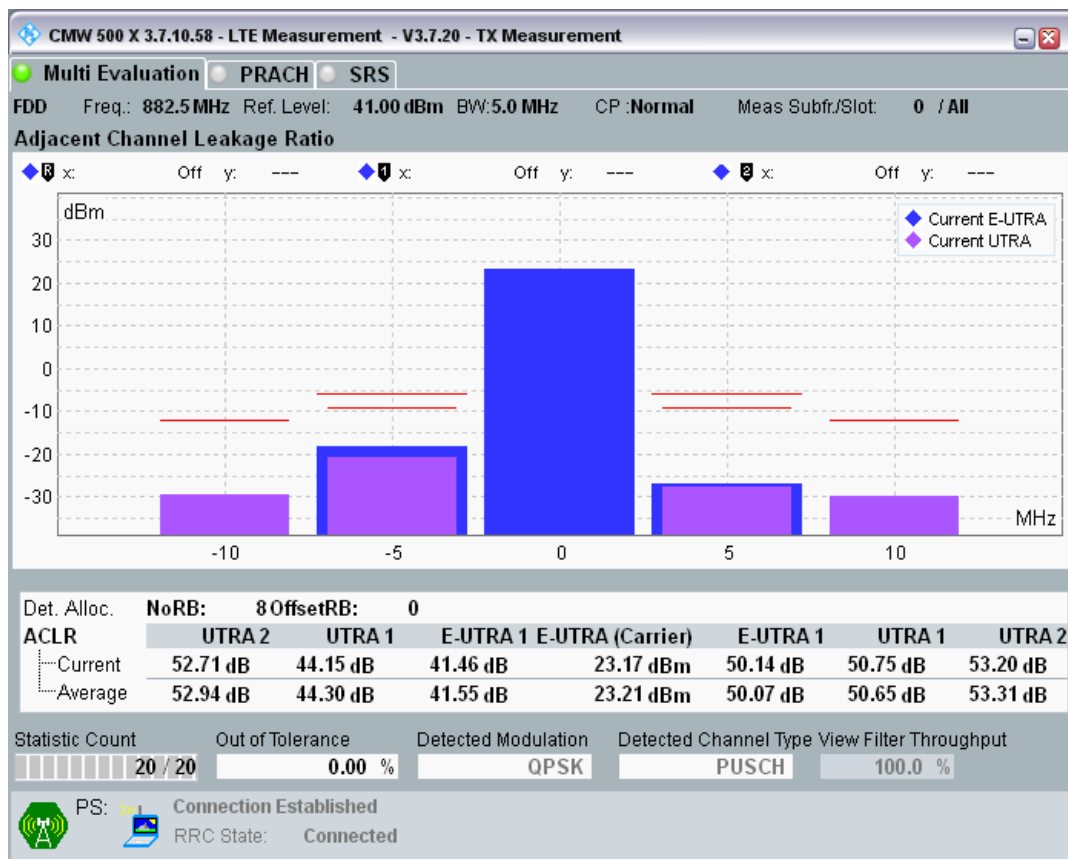 CMW 500 X 3.7.10.58 - LTE Measurement - V3.7.20 - TX Measurement
Multi Evaluation PRACH SRS
FDD Freq.: 882.5 MHz Ref. Level: 41.00 dBm BW:5.0 MHz CP :Normal Meas Subfr./Slot: 0 / All
Adjacent Channel Leakage Ratio
R x: Off y: --- 1 x: Off y: --- 2 x: Off y: ---
dBm
Current E-UTRA
Current UTRA
30
20
10
0
-10
-20
-30
MHz
-10 -5 0 5 10
Det. Alloc. NoRB: 8 OffsetRB: 0
ACLR UTRA 2 UTRA 1 E-UTRA 1 E-UTRA (Carrier) E-UTRA 1 UTRA 1 UTRA 2
Current 52.71 dB 44.15 dB 41.46 dB 23.17 dBm 50.14 dB 50.75 dB 53.20 dB
Average 52.94 dB 44.30 dB 41.55 dB 23.21 dBm 50.07 dB 50.65 dB 53.31 dB
Statistic Count Out of Tolerance Detected Modulation Detected Channel Type View Filter Throughput
20 / 20 0.00 % QPSK PUSCH 100.0 %
PS: Connection Established
RRC State: Connected